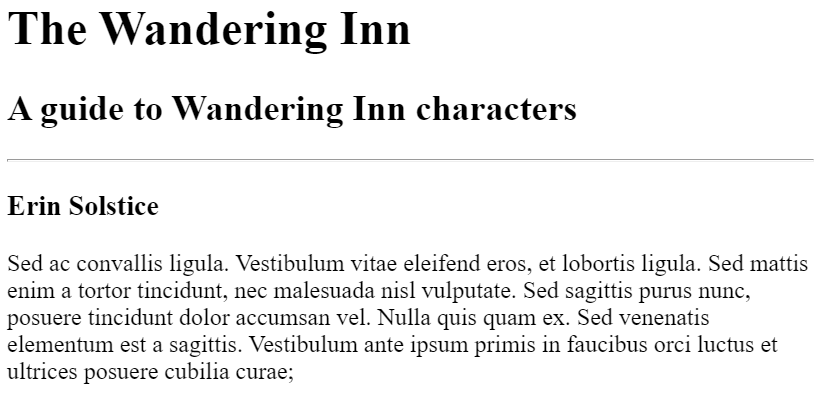 The Wandering Inn
A guide to Wandering Inn characters
Erin Solstice
Sed ac convallis ligula. Vestibulum vitae eleifend eros, et lobortis ligula. Sed mattis
enim a tortor tincidunt, nec malesuada nisl vulputate. Sed sagittis purus nunc,
posuere tincidunt dolor accumsan vel. Nulla quis quam ex. Sed venenatis
elementum est a sagittis. Vestibulum ante ipsum primis in faucibus orci luctus et
ultrices posuere cubilia curae;